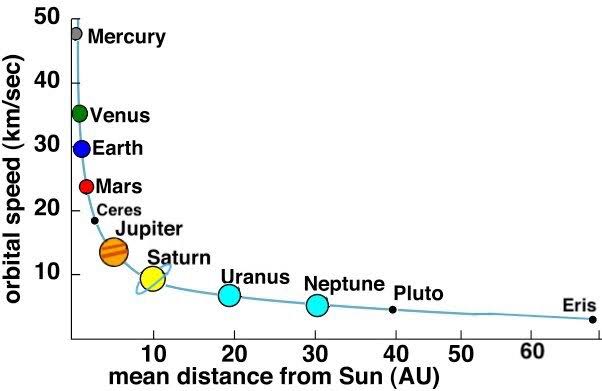 50
Mercury
40
Venus
30
Earth
Mars
20
Ceres
Jupiter
Saturn
10
Uranus
Neptune
Pluto
Eris
orbital speed (km/sec)
10 20 30 40 50 60
mean distance from Sun (AU)